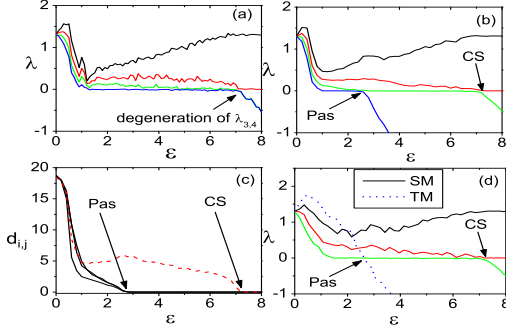 (a)
λ
2
1
0
-1
degeneration of λ3,4
0 2 4 6 8
ε
(b)
λ
2
1
0
-1
CS
Pas
0 2 4 6 8
ε
(c)
d i,j
20
15
10
5
0
Pas
CS
0 2 4 6 8
ε
(d)
λ
2
1
0
-1
SM
TM
CS
Pas
0 2 4 6 8
ε